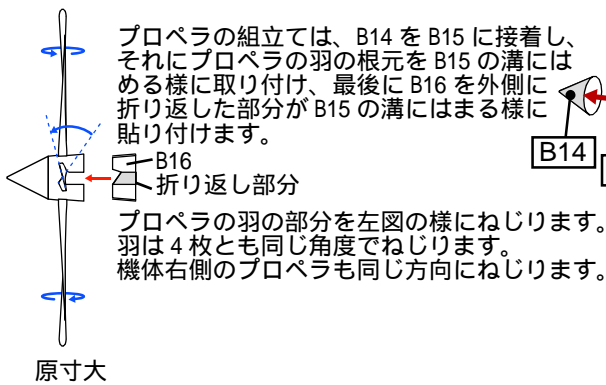 プロペラの組立ては、B14 を B15 に接着し、
それにプロペラの羽の根元を B15 の溝には
める様に取り付け、最後に B16 を外側に
折り返した部分が B15 の溝にはまる様に
貼り付けます。
B14
B16
折り返し部分
プロペラの羽の部分を左図の様にねじります。
羽は 4 枚とも同じ角度でねじります。
機体右側のプロペラも同じ方向にねじります。
原寸大